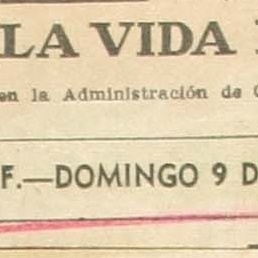 LA VIDA
en la Administración de
F.—DOMINGO 9 D